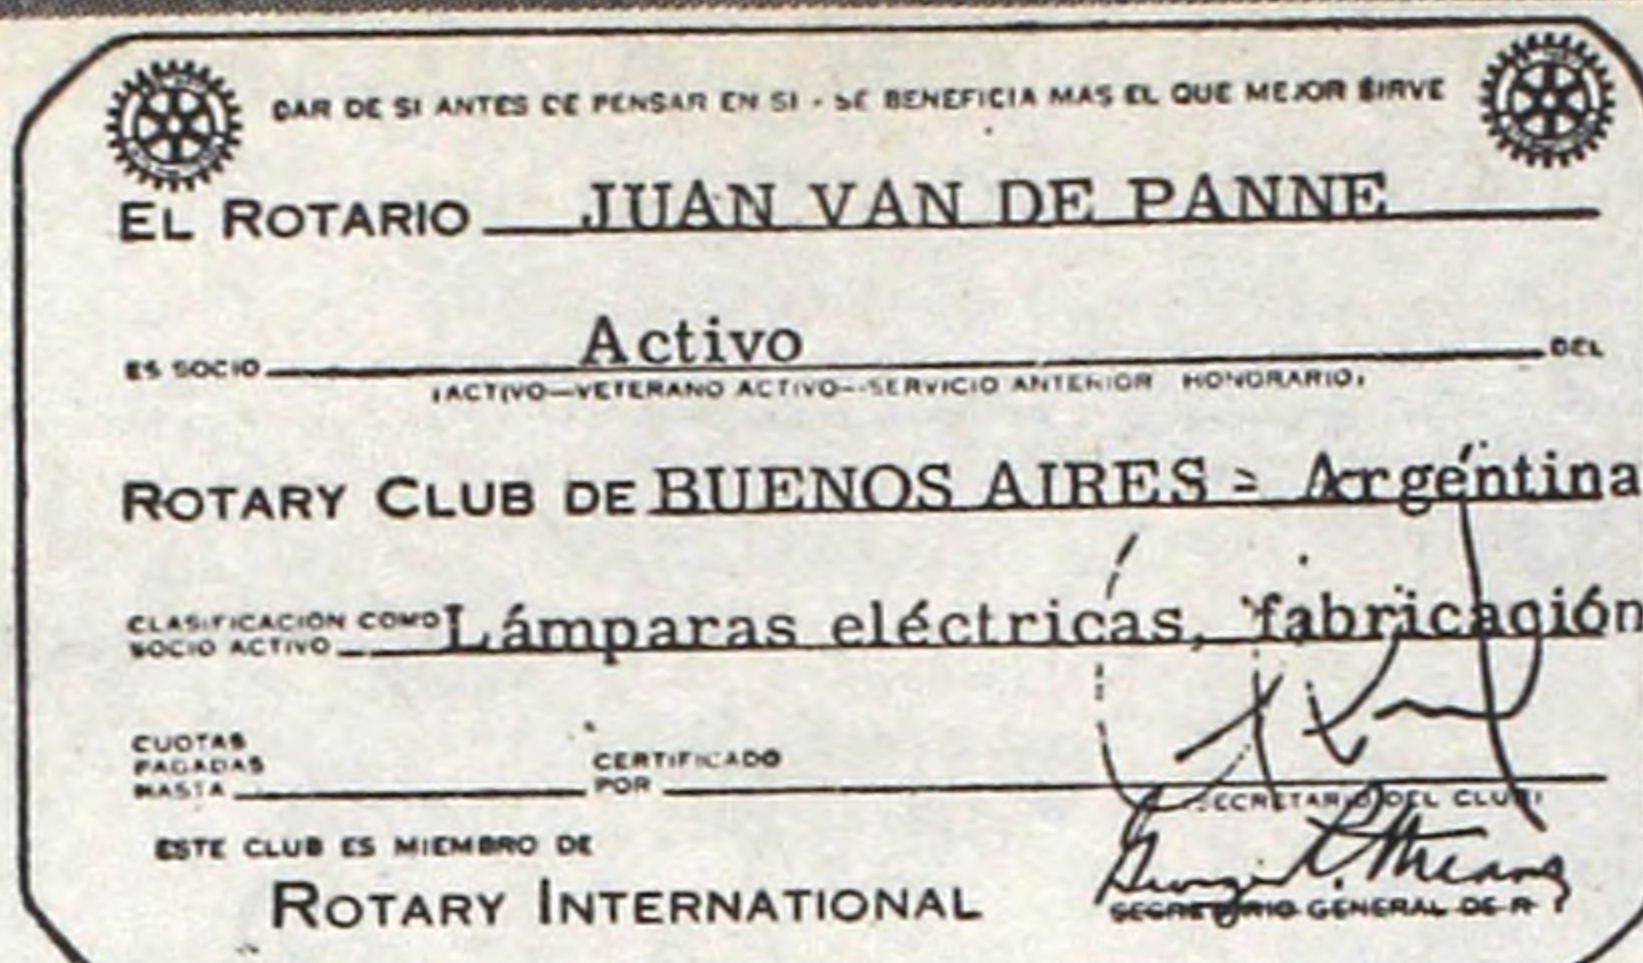 DAR DE SI ANTES DE PENSAR EN SI - SE BENEFICIA MAS EL QUE MEJOR SIRVE
EL ROTARIO JUAN VAN DE PANNE
ES SOCIO Activo DEL
(ACTIVO—VETERANO ACTIVO—SERVICIO ANTERIOR HONORARIO)
ROTARY CLUB DE BUENOS AIRES = Argentina
CLASIFICACION COMO
SOCIO ACTIVO Lámparas eléctricas, fabricación
CUOTAS
PAGADAS
HASTA
CERTIFICADO
POR
(SECRETARIO DEL CLUB)
ESTE CLUB ES MIEMBRO DE
ROTARY INTERNATIONAL
SECRETARIO GENERAL DE R I